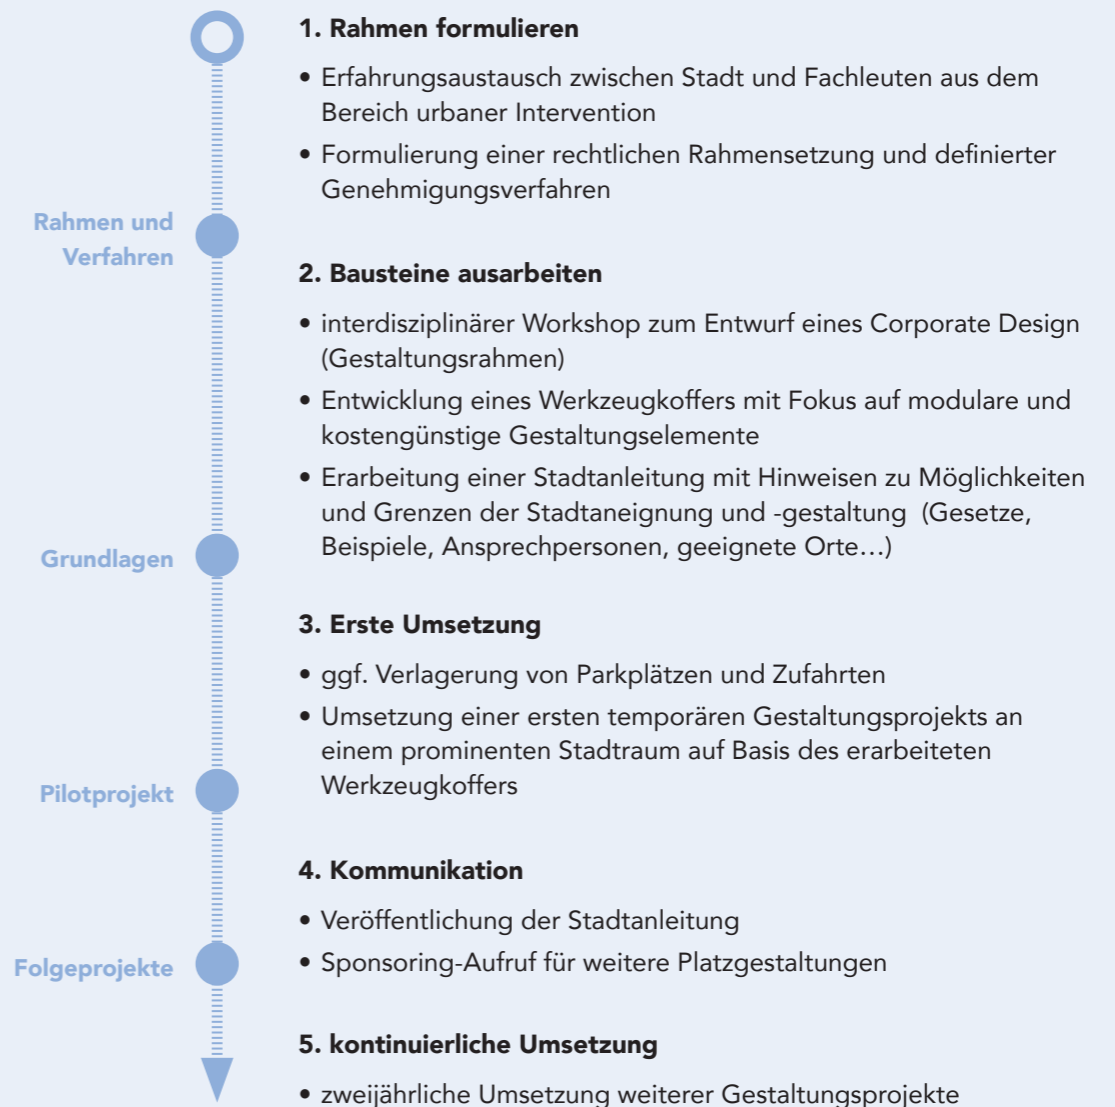 1. Rahmen formulieren
• Erfahrungsaustausch zwischen Stadt und Fachleuten aus dem
Bereich urbaner Intervention
• Formulierung einer rechtlichen Rahmensetzung und definierter
Genehmigungsverfahren
Rahmen und
Verfahren
2. Bausteine ausarbeiten
• interdisziplinärer Workshop zum Entwurf eines Corporate Design
(Gestaltungsrahmen)
• Entwicklung eines Werkzeugkoffers mit Fokus auf modulare und
kostengünstige Gestaltungselemente
• Erarbeitung einer Stadtanleitung mit Hinweisen zu Möglichkeiten
und Grenzen der Stadtaneignung und -gestaltung (Gesetze,
Beispiele, Ansprechpersonen, geeignete Orte…)
Grundlagen
3. Erste Umsetzung
• ggf. Verlagerung von Parkplätzen und Zufahrten
• Umsetzung einer ersten temporären Gestaltungsprojekts an
einem prominenten Stadtraum auf Basis des erarbeiteten
Werkzeugkoffers
Pilotprojekt
4. Kommunikation
• Veröffentlichung der Stadtanleitung
• Sponsoring-Aufruf für weitere Platzgestaltungen
Folgeprojekte
5. kontinuierliche Umsetzung
• zweijährliche Umsetzung weiterer Gestaltungsprojekte